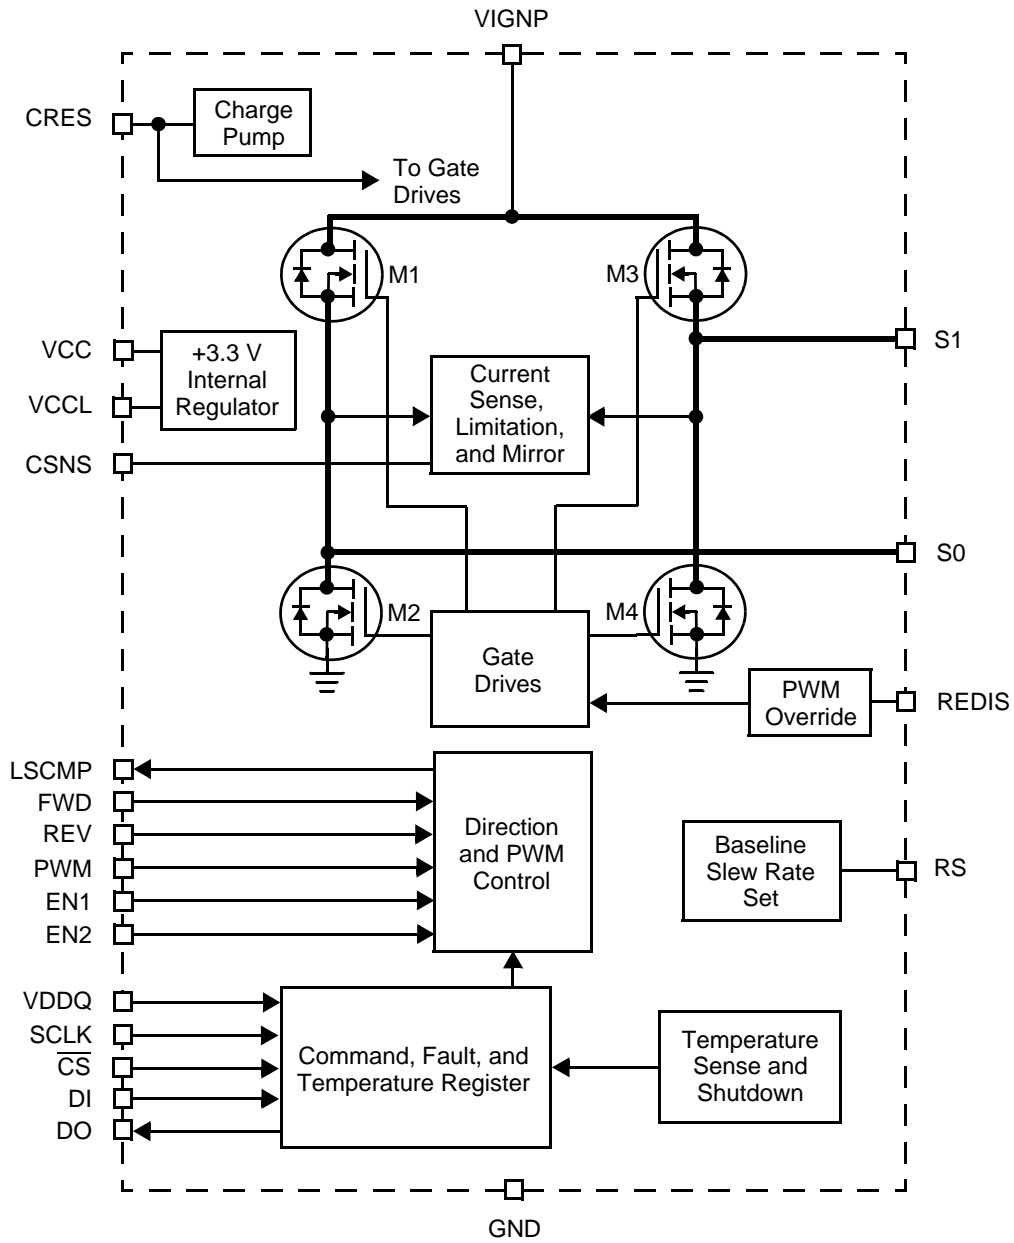 VIGNP
CRES
Charge
Pump
To Gate
Drives
M1
M3
VCC
VCCL
+3.3 V
Internal
Regulator
Current
Sense,
Limitation,
and Mirror
S1
CSNS
S0
M2
M4
Gate
Drives
PWM
Override
REDIS
LSCMP
FWD
REV
PWM
EN1
EN2
Direction
and PWM
Control
Baseline
Slew Rate
Set
RS
VDDQ
SCLK
C̅S̅
DI
DO
Command, Fault, and
Temperature Register
Temperature
Sense and
Shutdown
GND